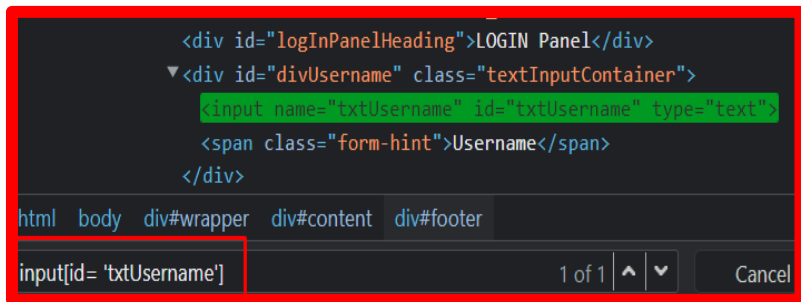 <div id="logInPanelHeading">LOGIN Panel</div>
▼<div id="divUsername" class="textInputContainer">
<input name="txtUsername" id="txtUsername" type="text">
<span class="form-hint">Username</span>
</div>
html body div#wrapper div#content div#footer
input[id= 'txtUsername'] 1 of 1 Cancel